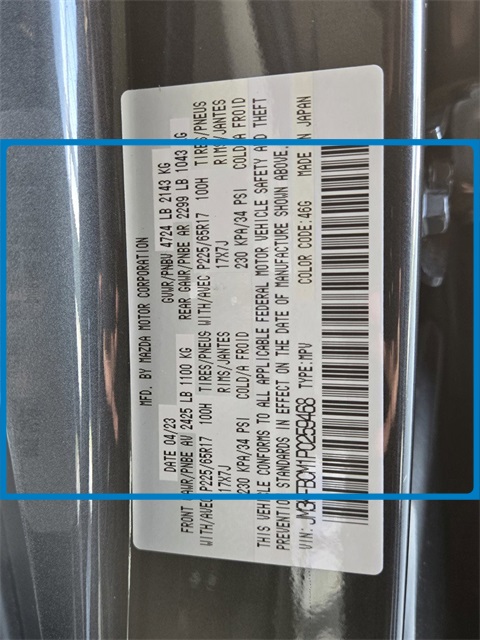 MFD. BY MAZDA MOTOR CORPORATION
DATE 04/23 GVWR/PNBV 4724 LB 2143 KG
FRONT GAWR/PNBE AV 2425 LB 1100 KG REAR GAWR/PNBE AR 2299 LB 1043 KG
WITH/AVEC P225/65R17 100H TIRES/PNEUS WITH/AVEC P225/65R17 100H TIRES/PNEUS
17X7J RIMS/JANTES 17X7J RIMS/JANTES
230 KPA/34 PSI COLD/A FROID 230 KPA/34 PSI COLD/A FROID
THIS VEHICLE CONFORMS TO ALL APPLICABLE FEDERAL MOTOR VEHICLE SAFETY AND THEFT
PREVENTION STANDARDS IN EFFECT ON THE DATE OF MANUFACTURE SHOWN ABOVE.
VIN: JM3KFBCM1P0259468 TYPE:MPV COLOR CODE:46G MADE IN JAPAN